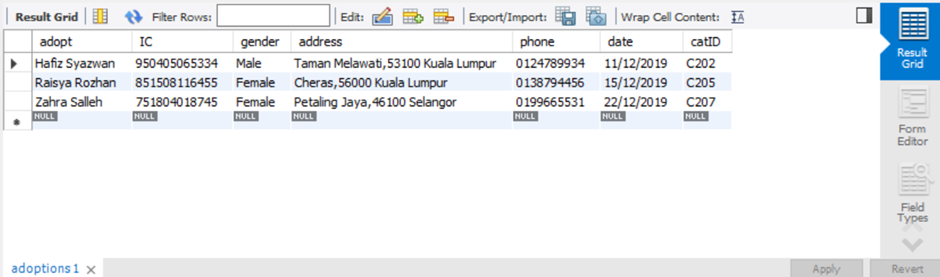 Result Grid Filter Rows: Edit: Export/Import: Wrap Cell Content:
adopt IC gender address phone date catID
Hafiz Syazwan 950405065334 Male Taman Melawati,53100 Kuala Lumpur 0124789934 11/12/2019 C202
Raisya Rozhan 851508116455 Female Cheras,56000 Kuala Lumpur 0138794456 15/12/2019 C205
Zahra Salleh 751804018745 Female Petaling Jaya,46100 Selangor 0199665531 22/12/2019 C207
NULL NULL NULL NULL NULL NULL NULL
Result
Grid
Form
Editor
Field
Types
adoptions 1 Apply Revert